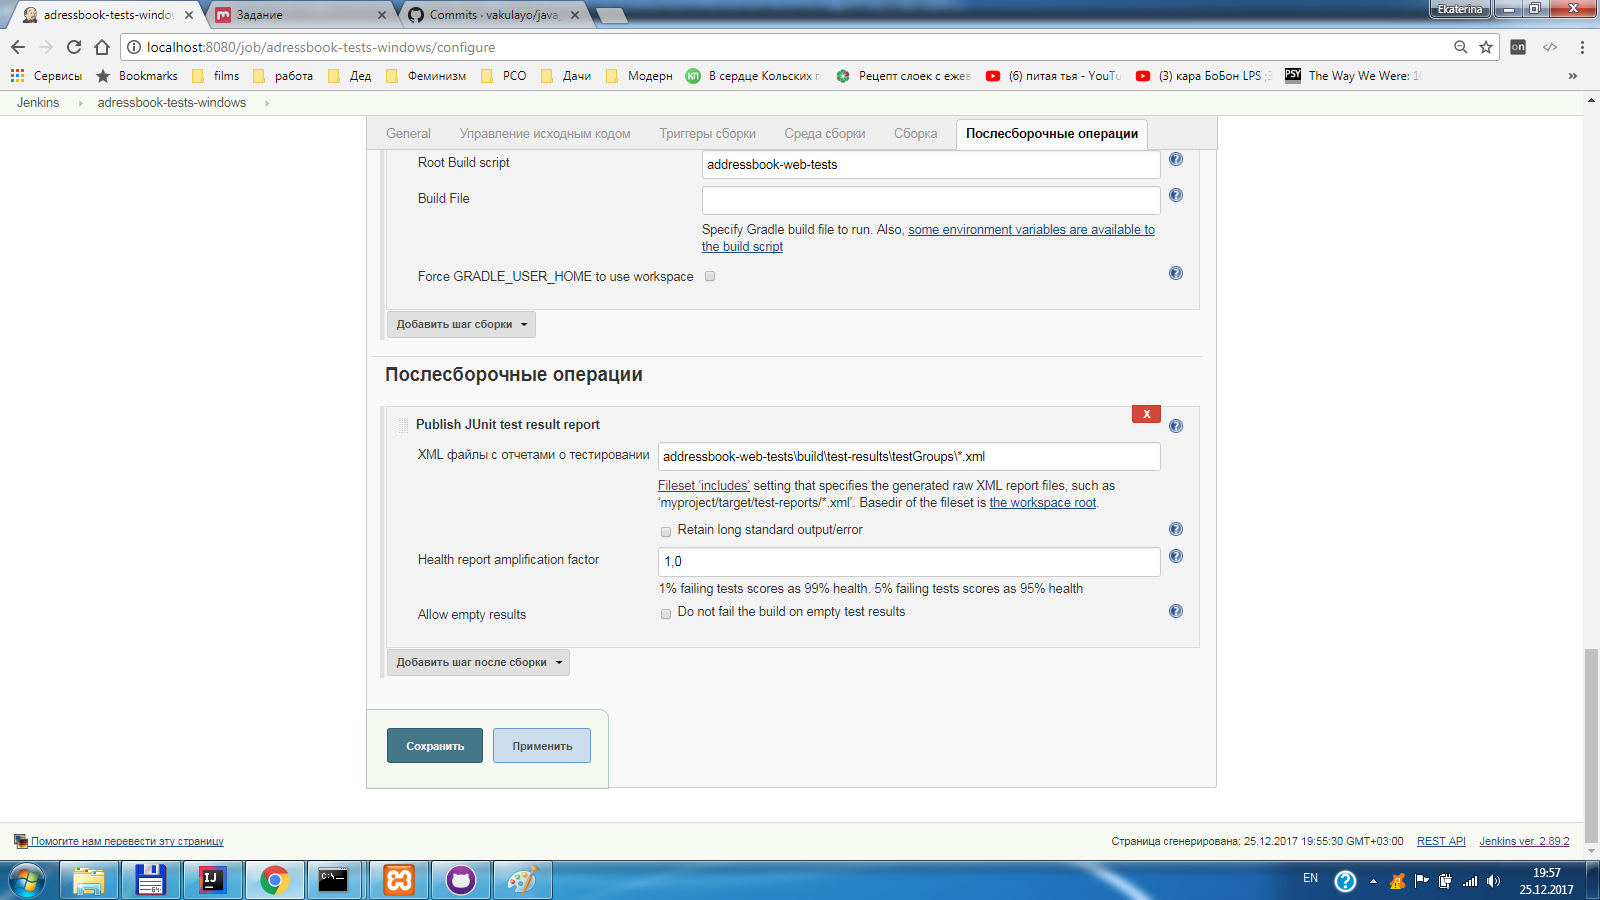 adressbook-tests-windov
Задание
Commits · vakulayo/java_
Ekaterina
localhost:8080/job/adressbook-tests-windows/configure
on
Сервисы
Bookmarks
films
работа
Дед
Феминизм
РСО
Дачи
Модерн
КП
В сердце Кольских г
Рецепт слоек с ежев
(6) питая тья - YouTu
(3) кара БоБон LPS ;3
PSY
The Way We Were: 10
»
Jenkins
adressbook-tests-windows
General
Управление исходным кодом
Триггеры сборки
Среда сборки
Сборка
Послесборочные операции
Root Build script
addressbook-web-tests
Build File
Specify Gradle build file to run. Also, some environment variables are available to
the build script
Force GRADLE_USER_HOME to use workspace
Добавить шаг сборки
Послесборочные операции
X
Publish JUnit test result report
XML файлы с отчетами о тестировании
addressbook-web-tests\build\test-results\testGroups\*.xml
Fileset ‘includes’ setting that specifies the generated raw XML report files, such as
‘myproject/target/test-reports/*.xml’. Basedir of the fileset is the workspace root.
Retain long standard output/error
Health report amplification factor
1,0
1% failing tests scores as 99% health. 5% failing tests scores as 95% health
Allow empty results
Do not fail the build on empty test results
Добавить шаг после сборки
Сохранить
Применить
Помогите нам перевести эту страницу
Страница сгенерирована: 25.12.2017 19:55:30 GMT+03:00
REST API
Jenkins ver. 2.89.2
64
IJ
C:\
EN
19:57
25.12.2017